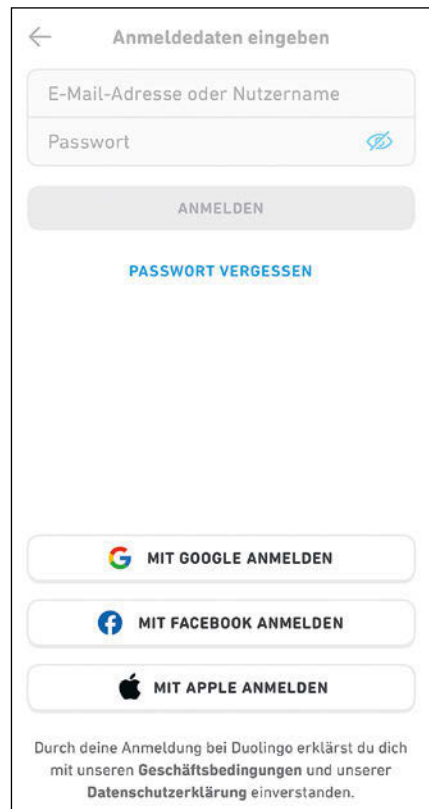 Anmeldedaten eingeben
E-Mail-Adresse oder Nutzername
Passwort
ANMELDEN
PASSWORT VERGESSEN
MIT GOOGLE ANMELDEN
MIT FACEBOOK ANMELDEN
MIT APPLE ANMELDEN
Durch deine Anmeldung bei Duolingo erklärst du dich
mit unseren Geschäftsbedingungen und unserer
Datenschutzerklärung einverstanden.